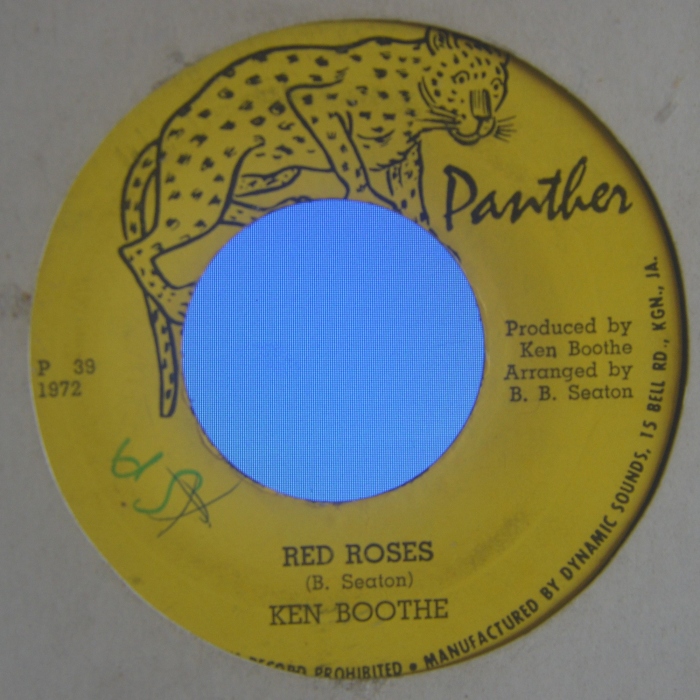 Panther
Produced by
Ken Boothe
Arranged by
B. B. Seaton
P 39
1972
RED ROSES
(B. Seaton)
KEN BOOTHE
RECORD PROHIBITED • MANUFACTURED BY DYNAMIC SOUNDS, 15 BELL RD., KGN., JA.